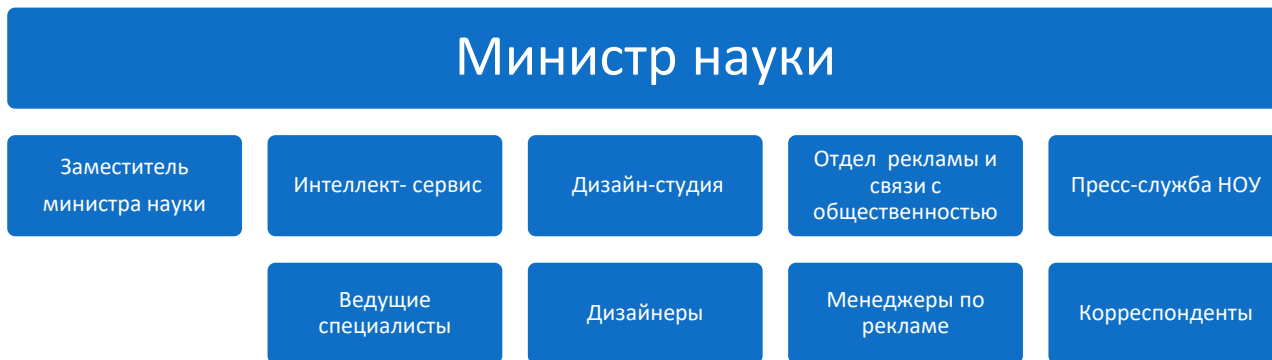 Министр науки
Заместитель
министра науки
Интеллект- сервис
Дизайн-студия
Отдел  рекламы и
связи с
общественностью
Пресс-служба НОУ
Ведущие
специалисты
Дизайнеры
Менеджеры по
рекламе
Корреспонденты